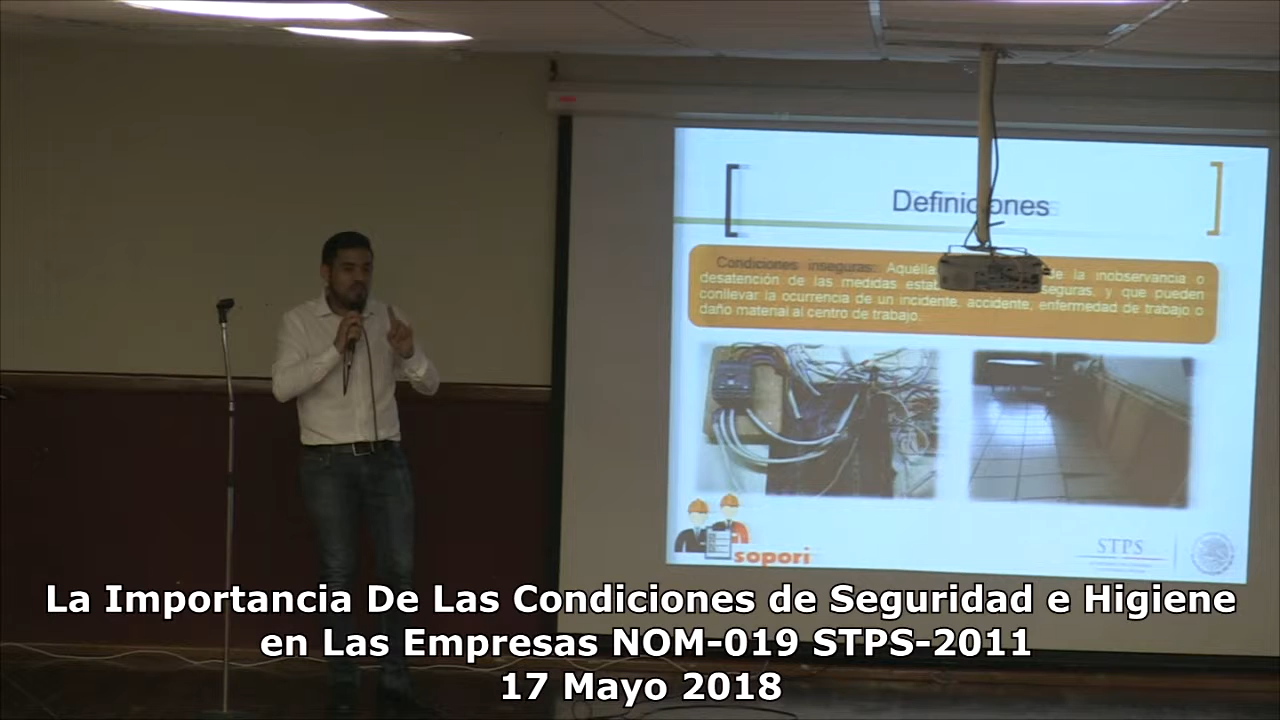 Definiciones
Condiciones inseguras: Aquélla de la inobservancia o
desatención de las medidas estab seguras, y que pueden
conllevar la ocurrencia de un incidente, accidente, enfermedad de trabajo o
daño material al centro de trabajo.
sopori
STPS
La Importancia De Las Condiciones de Seguridad e Higiene
en Las Empresas NOM-019 STPS-2011
17 Mayo 2018